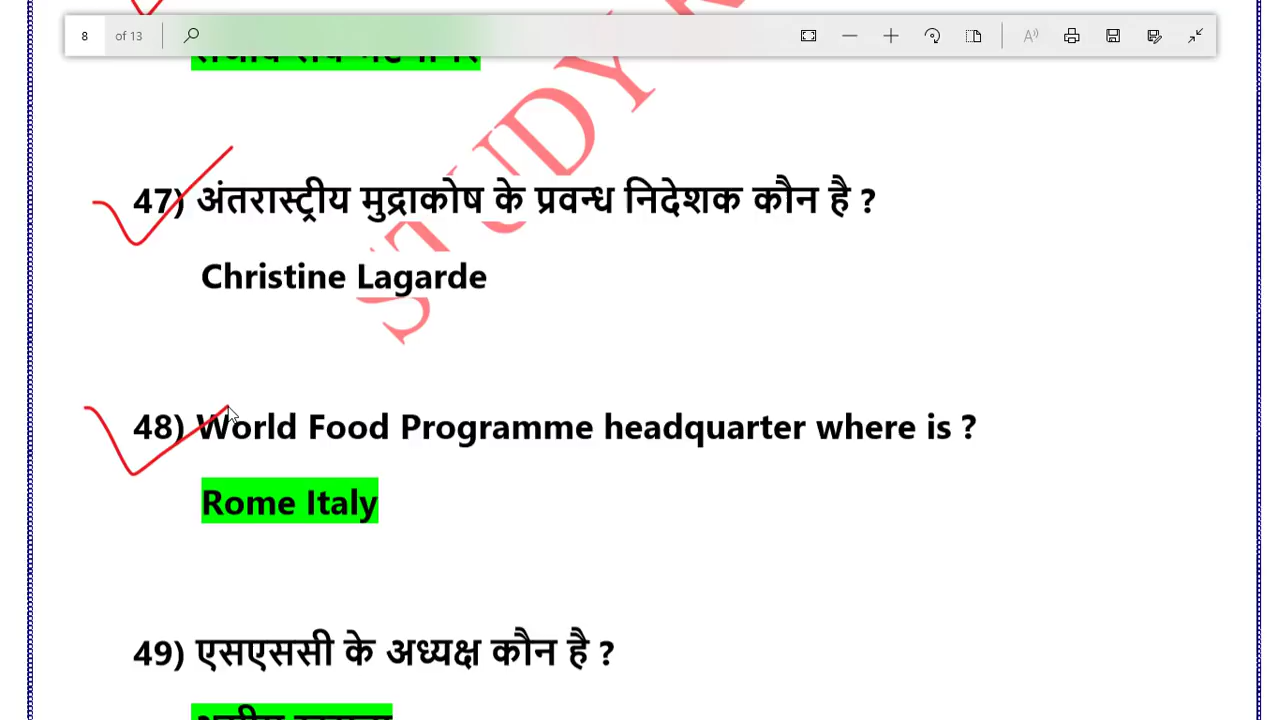 8 of 13
STUDY
47) अंतरास्ट्रीय मुद्राकोष के प्रवन्ध निदेशक कौन है ?
Christine Lagarde
48) World Food Programme headquarter where is ?
Rome Italy
49) एसएससी के अध्यक्ष कौन है ?